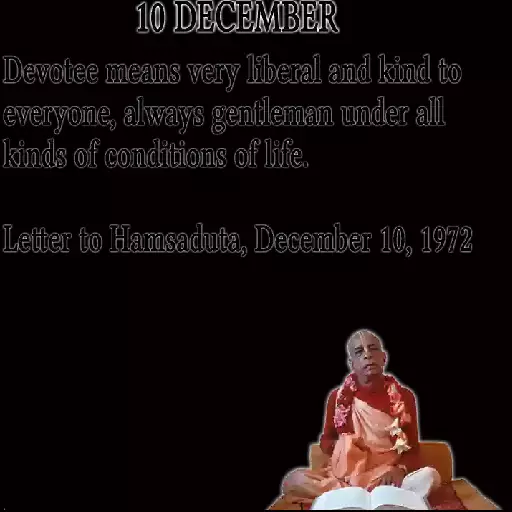 10 DECEMBER
Devotee means very liberal and kind to
everyone, always gentleman under all
kinds of conditions of life.
Letter to Hamsaduta, December 10, 1972